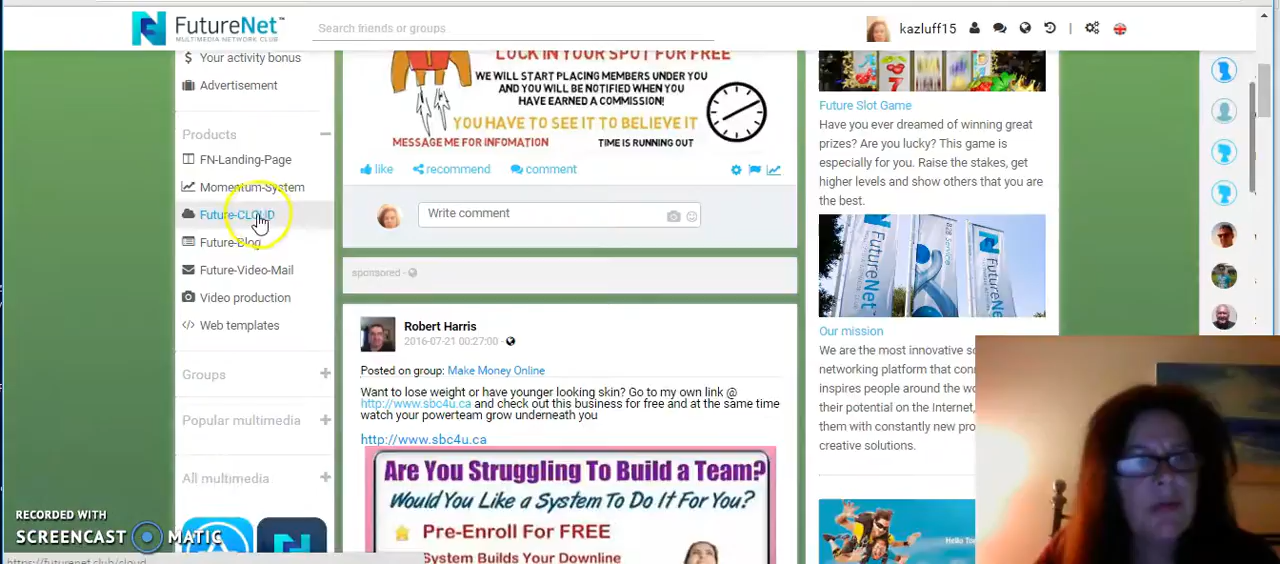 FutureNet™
MULTIMEDIA NETWORK CLUB
Search friends or groups
kazluff15
Your activity bonus
Advertisement
Products
FN-Landing-Page
Momentum-System
Future-CLOUD
Future-Blog
Future-Video-Mail
Video production
Web templates
Groups
Popular multimedia
All multimedia
LOCK IN YOUR SPOT FOR FREE
WE WILL START PLACING MEMBERS UNDER YOU
AND YOU WILL BE NOTIFIED WHEN YOU
HAVE EARNED A COMMISION!
YOU HAVE TO SEE IT TO BELIEVE IT
MESSAGE ME FOR INFOMATION
TIME IS RUNNING OUT
like
recommend
comment
Write comment
sponsored -
Robert Harris
2016-07-21 00:27:00 -
Posted on group: Make Money Online
Want to lose weight or have younger looking skin? Go to my own link @
http://www.sbc4u.ca and check out this business for free and at the same time
watch your powerteam grow underneath you
http://www.sbc4u.ca
Are You Struggling To Build a Team?
Would You Like a System To Do It For You?
Pre-Enroll For FREE
System Builds Your Downline
Future Slot Game
Have you ever dreamed of winning great
prizes? Are you lucky? This game is
especially for you. Raise the stakes, get
higher levels and show others that you are
the best.
FutureNet
Our mission
We are the most innovative
networking platform that
inspires people around the
their potential on the Internet,
them with constantly new
creative solutions.
RECORDED WITH
SCREENCAST MATIC
https://futurenet.club/cloud